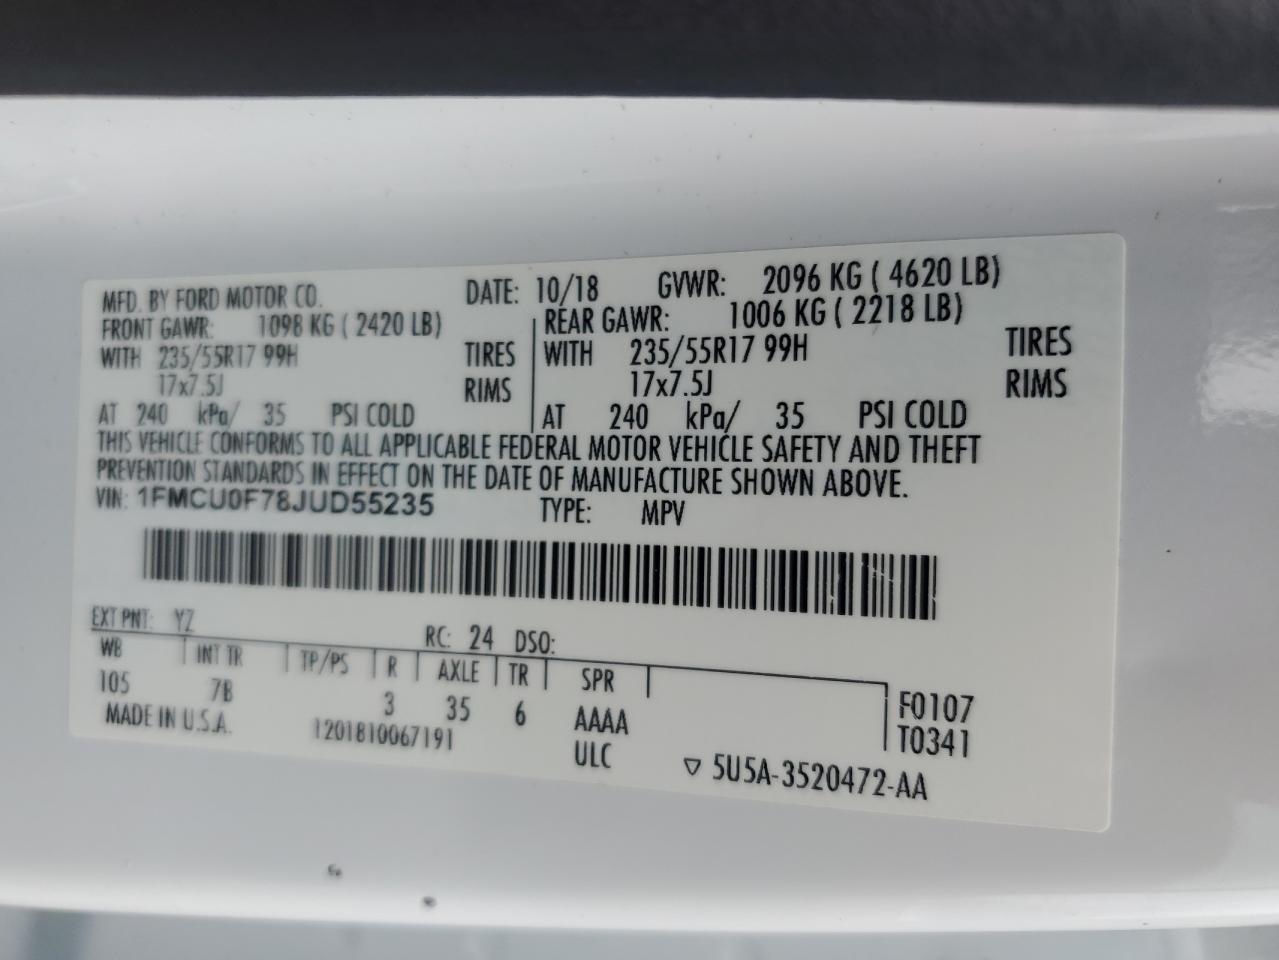 MFD. BY FORD MOTOR CO. DATE: 10/18 GVWR: 2096 KG ( 4620 LB)
FRONT GAWR: 1098 KG ( 2420 LB) REAR GAWR: 1006 KG ( 2218 LB)
WITH 235/55R17 99H TIRES WITH 235/55R17 99H TIRES
17x7.5J RIMS 17x7.5J RIMS
AT 240 kPa/ 35 PSI COLD AT 240 kPa/ 35 PSI COLD
THIS VEHICLE CONFORMS TO ALL APPLICABLE FEDERAL MOTOR VEHICLE SAFETY AND THEFT
PREVENTION STANDARDS IN EFFECT ON THE DATE OF MANUFACTURE SHOWN ABOVE.
VIN: 1FMCU0F78JUD55235 TYPE: MPV
EXT PNT: YZ RC: 24 DSO:
WB INT TR TP/PS R AXLE TR SPR
105 7B 3 35 6 AAAA F0107
MADE IN U.S.A. 1201810067191 ULC T0341
▽ 5U5A-3520472-AA